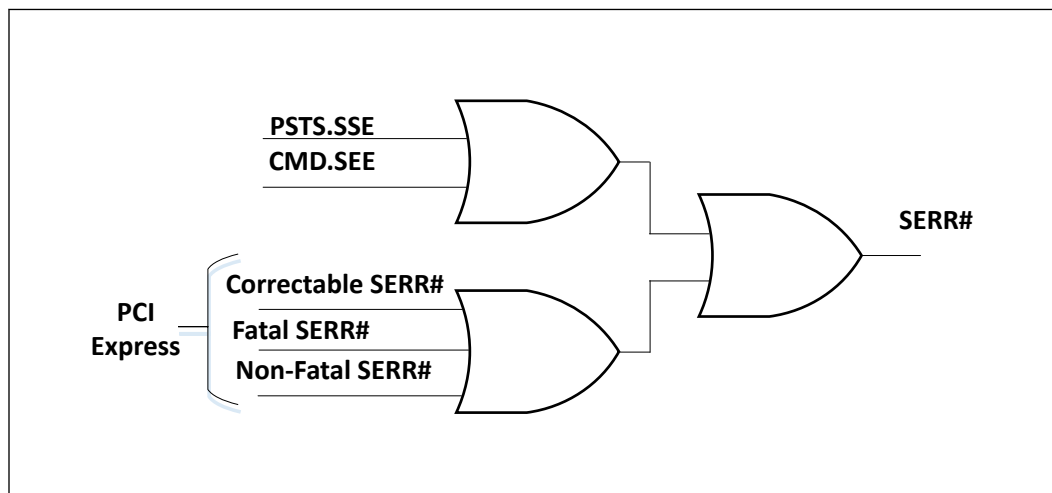 PSTS.SSE
CMD.SEE
SERR#
Correctable SERR#
PCI
Express
Fatal SERR#
Non-Fatal SERR#